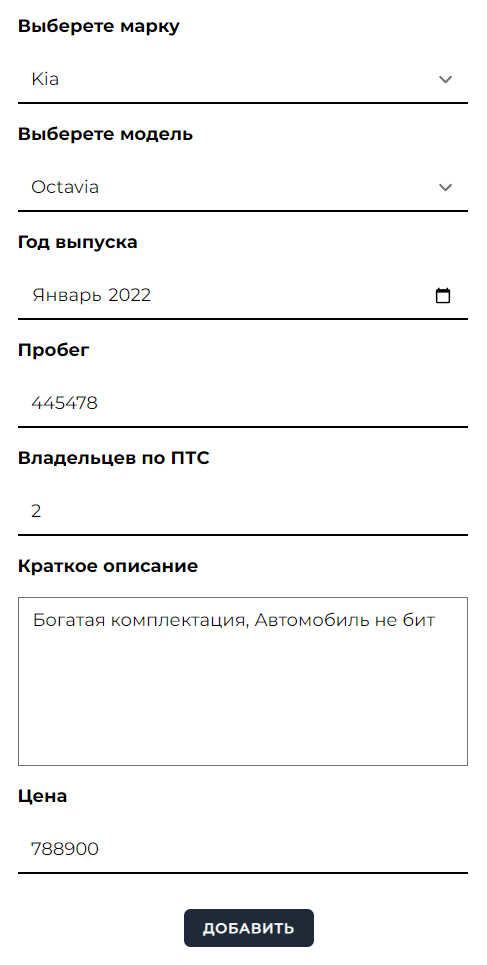 Выберете марку
Kia
Выберете модель
Octavia
Год выпуска
Январь 2022
Пробег
445478
Владельцев по ПТС
2
Краткое описание
Богатая комплектация, Автомобиль не бит
Цена
788900
ДОБАВИТЬ